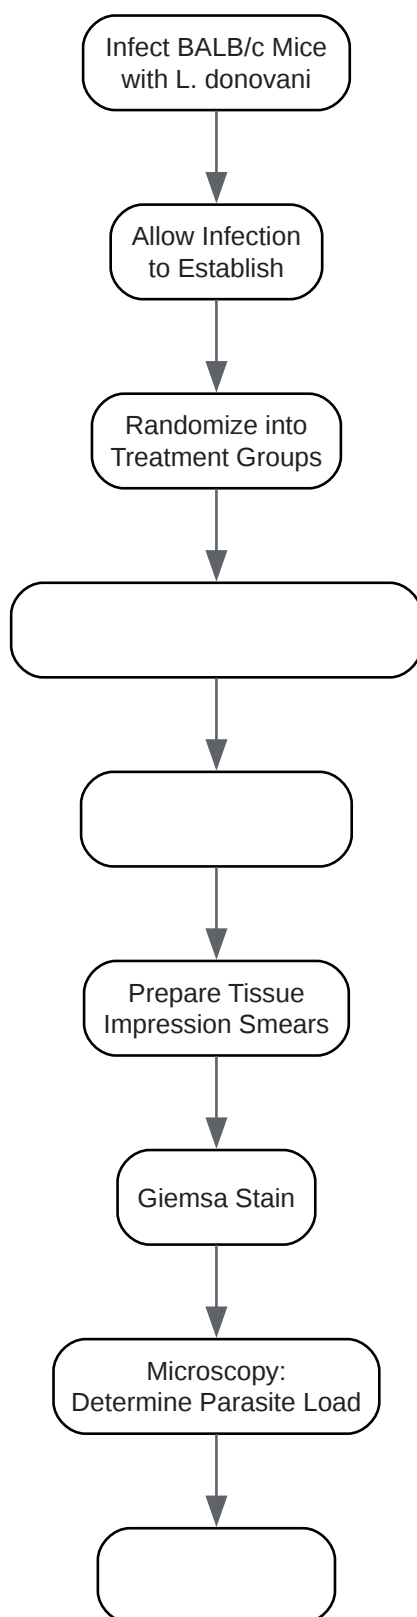 Infect BALB/c Mice
with L. donovani
Allow Infection
to Establish
Randomize into
Treatment Groups
Prepare Tissue
Impression Smears
Giemsa Stain
Microscopy:
Determine Parasite Load